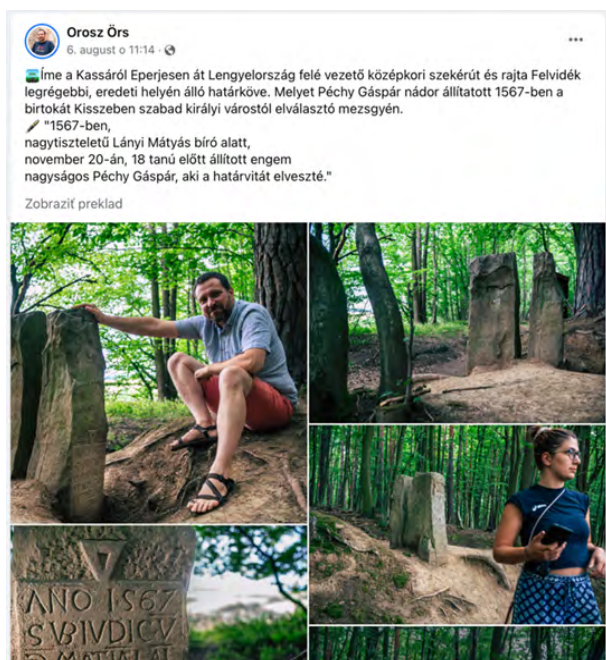 Orosz Örs
6. august o 11:14 ·
Íme a Kassáról Eperjesen át Lengyelország felé vezető középkori szekérút és rajta Felvidék
legrégebbi, eredeti helyén álló határköve. Melyet Péchy Gáspár nádor állítatott 1567-ben a
birtokát Kisszeben szabad királyi várostól elválasztó mezsgyén.
"1567-ben,
nagytiszteletű Lányi Mátyás bíró alatt,
november 20-án, 18 tanú előtt állított engem
nagyságos Péchy Gáspár, aki a határvitát elveszté."
Zobraziť preklad
ANO 1567
SVBIVDICV